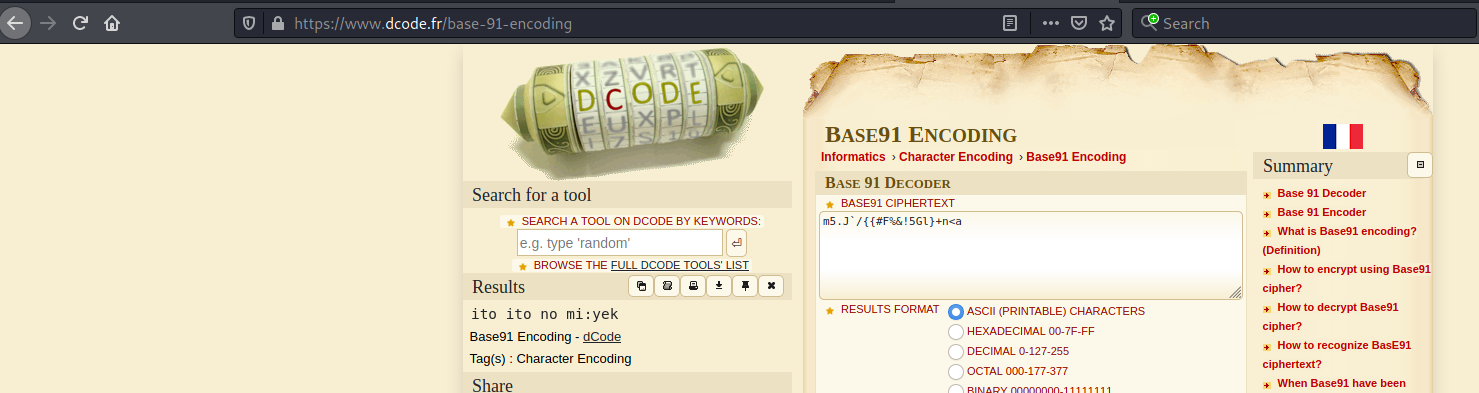 https://www.dcode.fr/base-91-encoding
Search
X Z V R T
D C O D E
E U X P L
Search for a tool
SEARCH A TOOL ON DCODE BY KEYWORDS:
e.g. type 'random'
BROWSE THE FULL DCODE TOOLS' LIST
Results
ito ito no mi:yek
Base91 Encoding - dCode
Tag(s) : Character Encoding
Share
BASE91 ENCODING
Informatics › Character Encoding › Base91 Encoding
BASE 91 DECODER
BASE91 CIPHERTEXT
m5.J`/{{#F%&!5Gl}+n<a
RESULTS FORMAT
ASCII (PRINTABLE) CHARACTERS
HEXADECIMAL 00-7F-FF
DECIMAL 0-127-255
OCTAL 000-177-377
BINARY 00000000-11111111
Summary
Base 91 Decoder
Base 91 Encoder
What is Base91 encoding?
(Definition)
How to encrypt using Base91
cipher?
How to decrypt Base91
cipher?
How to recognize BasE91
ciphertext?
When Base91 have been